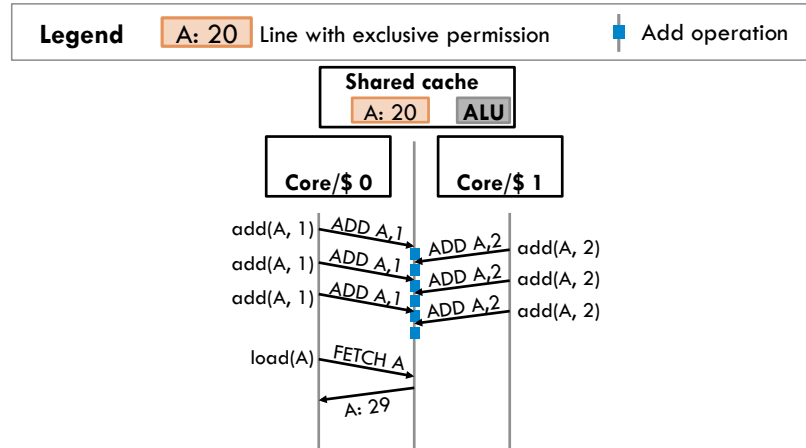 Legend A: 20 Line with exclusive permission Add operation
Shared cache
A: 20 ALU
Core/$ 0 Core/$ 1
add(A, 1) ADD A,1 ADD A,2 add(A, 2)
add(A, 1) ADD A,1 ADD A,2 add(A, 2)
add(A, 1) ADD A,1 ADD A,2 add(A, 2)
load(A) FETCH A
A: 29